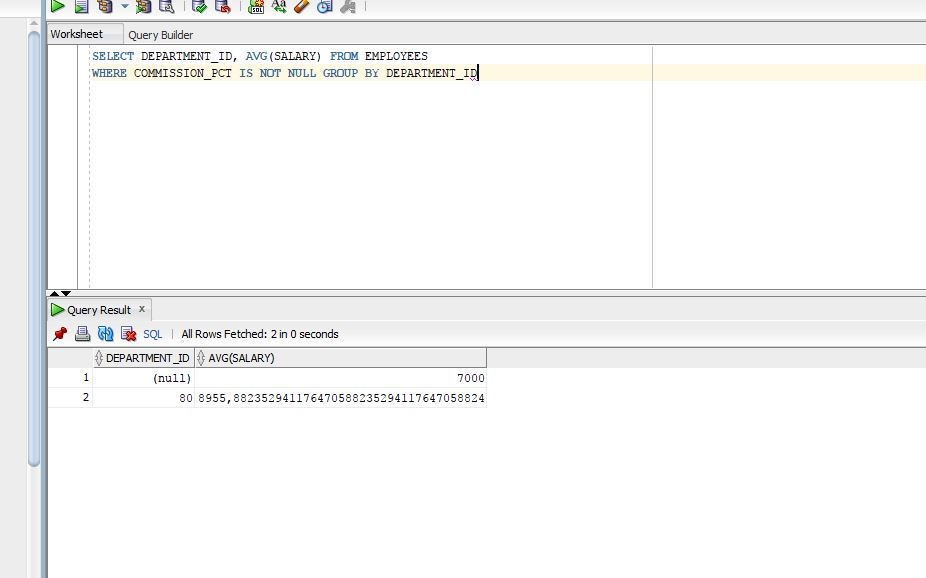 Worksheet Query Builder
SELECT DEPARTMENT_ID, AVG(SALARY) FROM EMPLOYEES
WHERE COMMISSION_PCT IS NOT NULL GROUP BY DEPARTMENT_ID
Query Result x
SQL | All Rows Fetched: 2 in 0 seconds
DEPARTMENT_ID AVG(SALARY)
1 (null) 7000
2 80 8955,88235294117647058823529411764705882​4